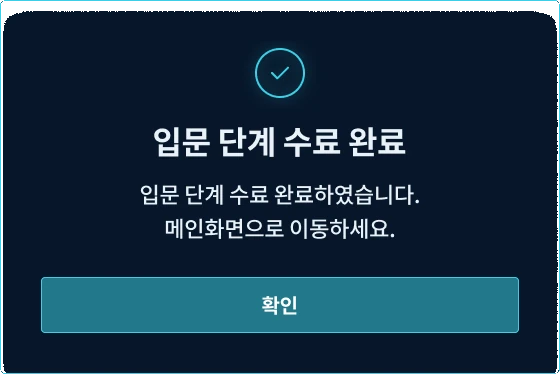 입문 단계 수료 완료
입문 단계 수료 완료하였습니다.
메인화면으로 이동하세요.
확인